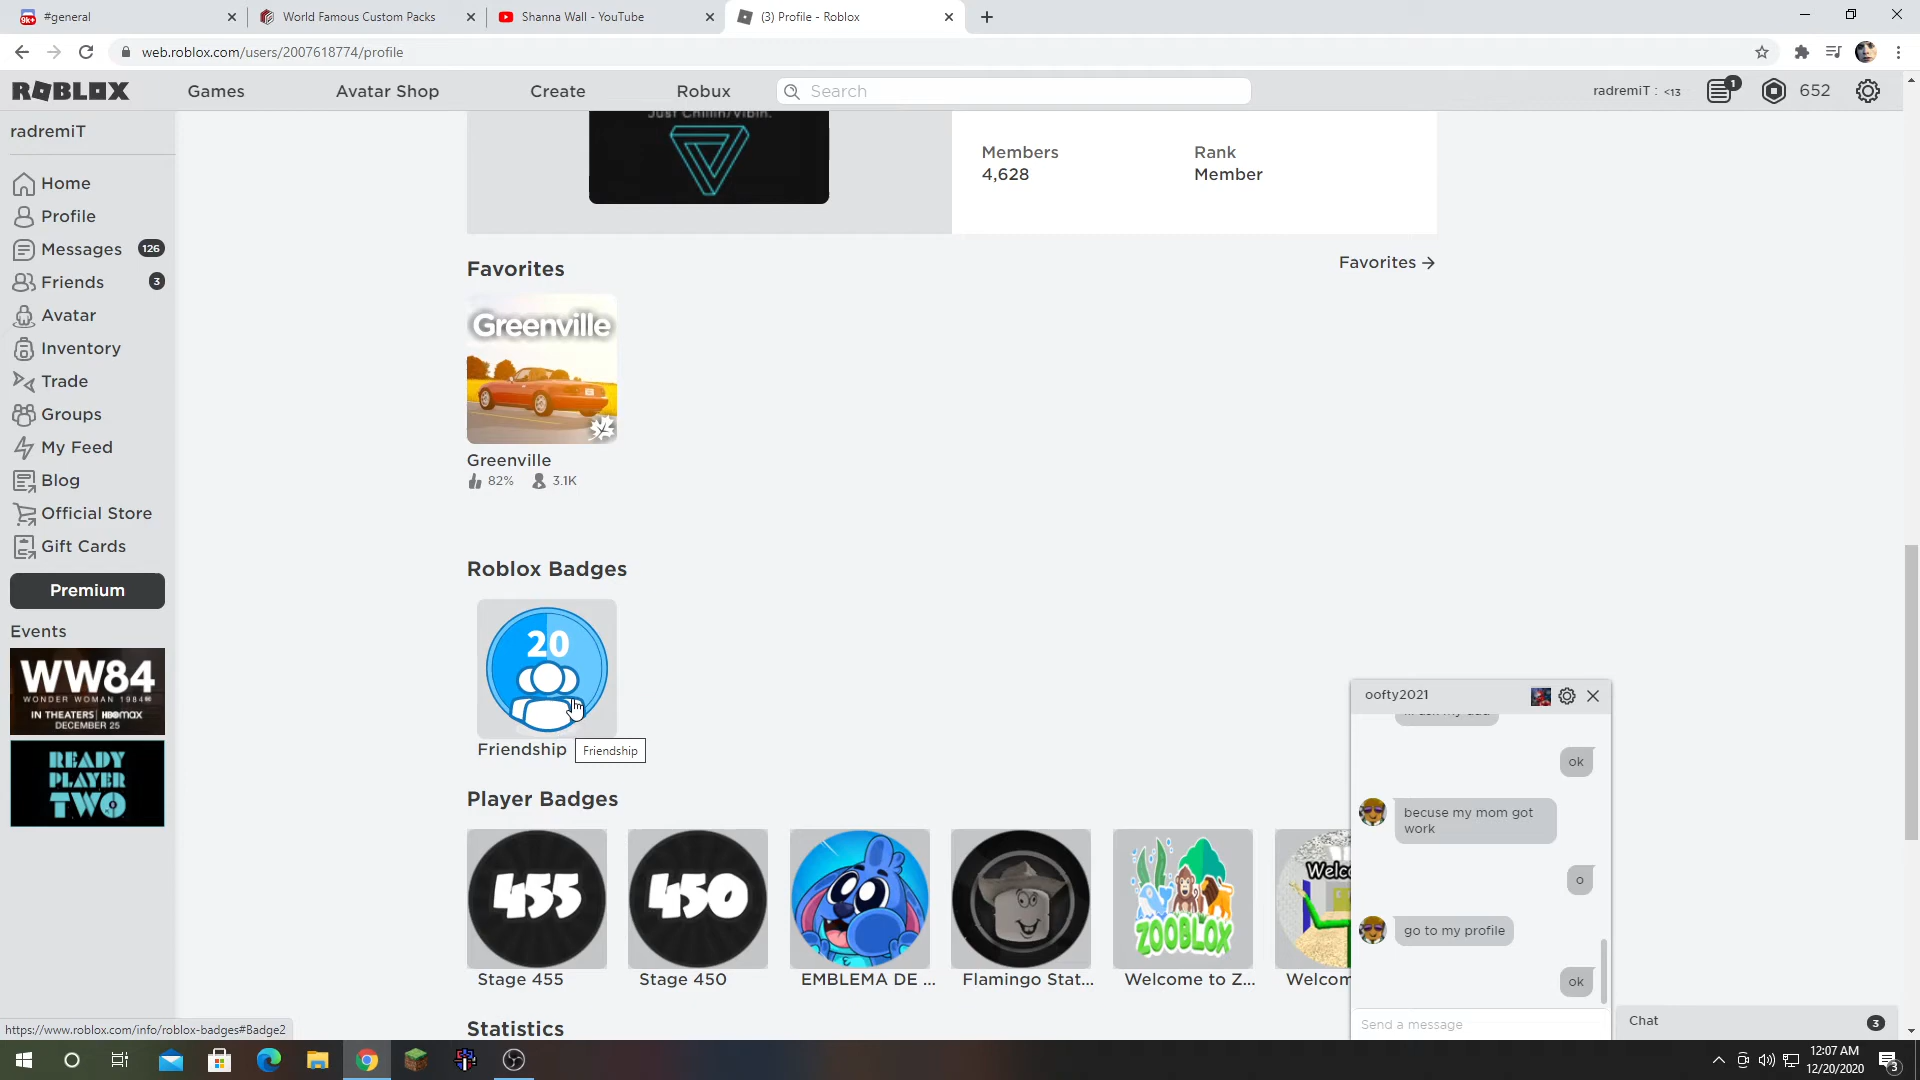 #general
World Famous Custom Packs
Shanna Wall - YouTube
(3) Profile - Roblox
web.roblox.com/users/2007618774/profile
ROBLOX
Games
Avatar Shop
Create
Robux
Search
radremiT : <13
1
652
radremiT
Home
Profile
Messages 126
Friends 3
Avatar
Inventory
Trade
Groups
My Feed
Blog
Official Store
Gift Cards
Premium
Events
WW84
WONDER WOMAN 1984
IN THEATERS | HBOMAX
DECEMBER 25
READY
PLAYER
TWO
Just Chillin/Vibin.
Members
4,628
Rank
Member
Favorites
Favorites →
Greenville
Greenville
82% 3.1K
Roblox Badges
20
Friendship
Friendship
Player Badges
455
450
ZOOBLOX
Stage 455
Stage 450
EMBLEMA DE ...
Flamingo Stat...
Welcome to Z...
Statistics
oofty2021
ok
becuse my mom got
work
o
go to my profile
ok
Send a message
Chat 3
https://www.roblox.com/info/roblox-badges#Badge2
12:07 AM
12/20/2020
3